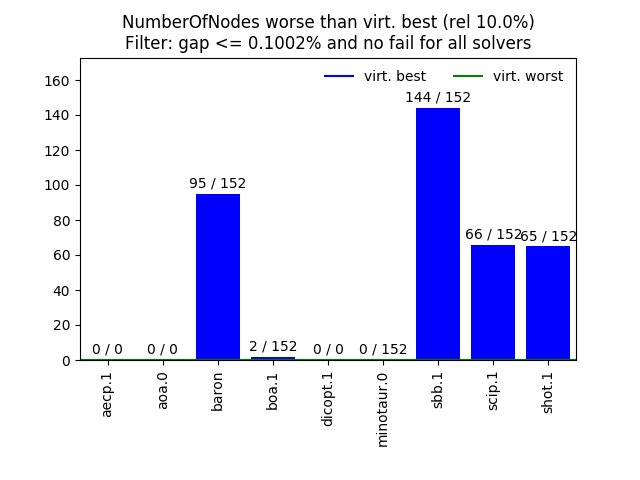 NumberOfNodes worse than virt. best (rel 10.0%)
Filter: gap <= 0.1002% and no fail for all solvers
virt. best
virt. worst
160
140
120
100
80
60
40
20
0
0 / 0
0 / 0
95 / 152
2 / 152
0 / 0
0 / 152
144 / 152
66 / 152
65 / 152
aecp.1
aoa.0
baron
boa.1
dicopt.1
minotaur.0
sbb.1
scip.1
shot.1